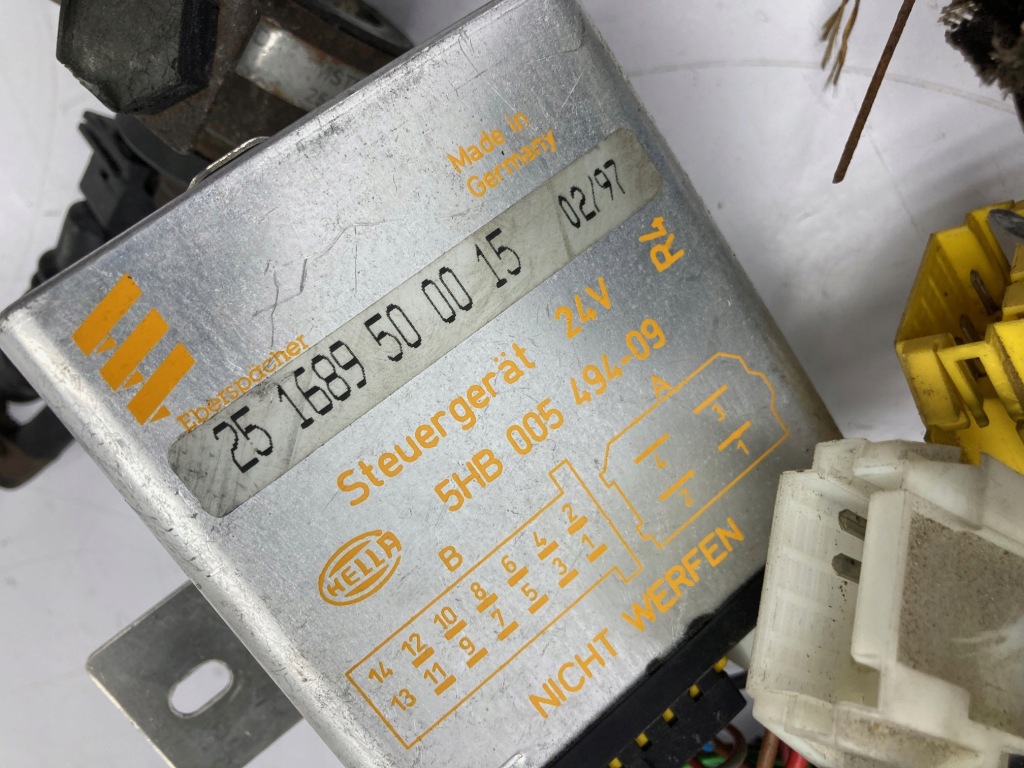 Made in
Germany
Eberspächer
25 1689 50 00 15 02/97
Steuergerät 24V R4
5HB 005 494-09
HELLA
B
14 12 10 8 6 4 2
13 11 9 7 5 3 1
A
4 3
2 1
NICHT WERFEN